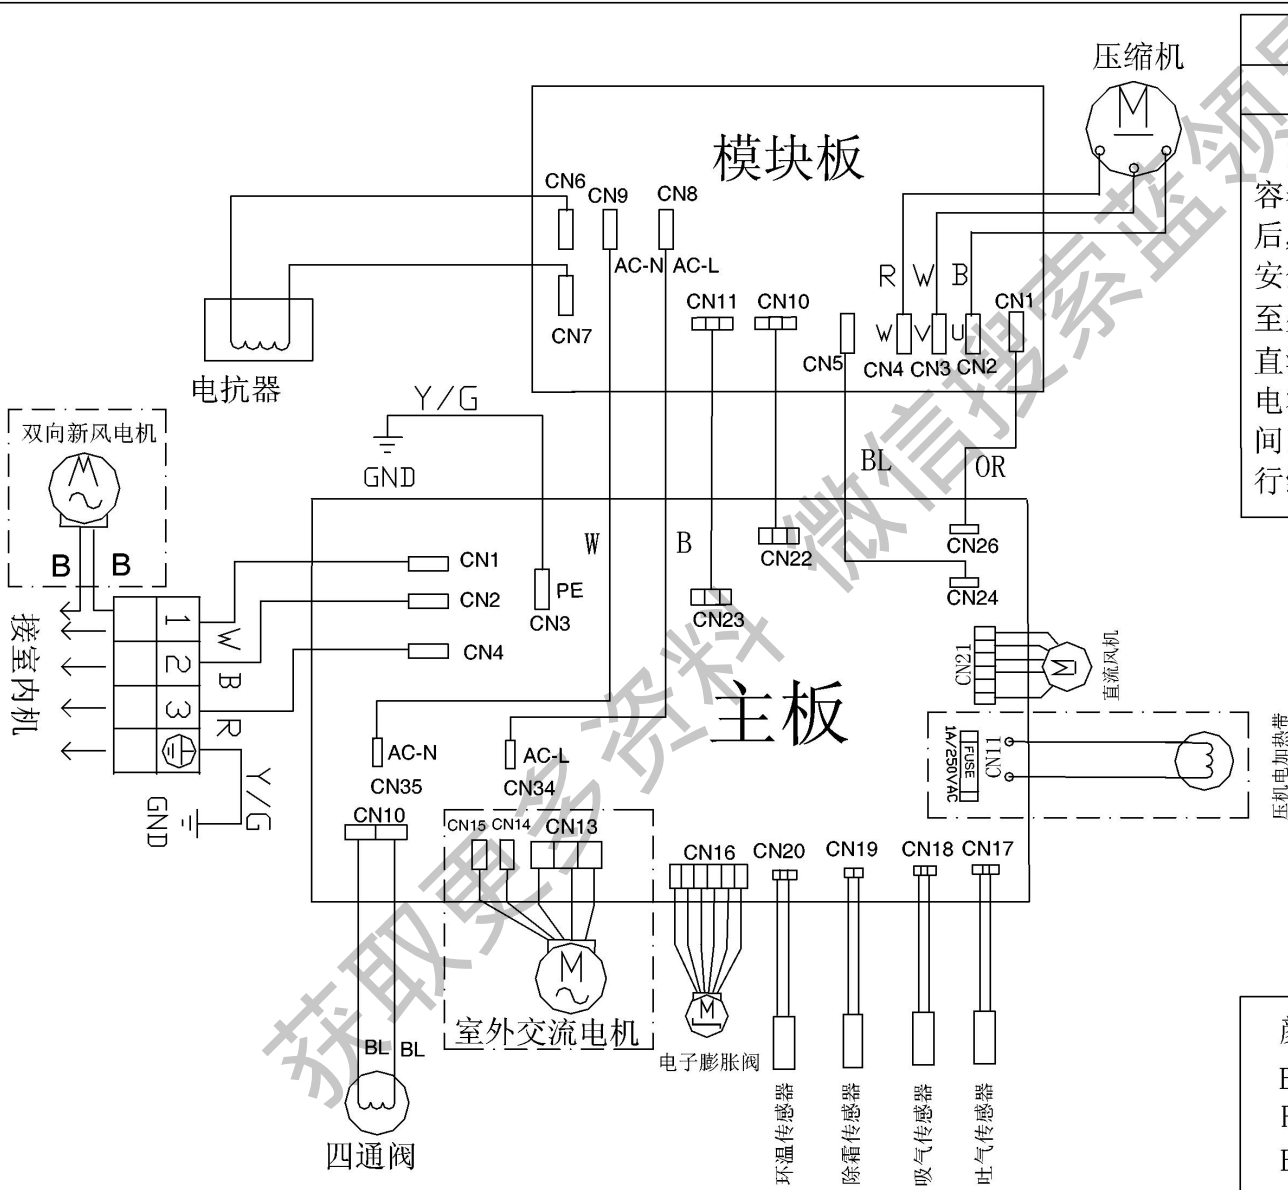 压缩机
模块板
CN6
CN9
CN8
AC-N
AC-L
CN7
CN11
CN10
CN5
R
W
B
W
V
U
CN4
CN3
CN2
CN1
电抗器
容
后,
安
至
直
电
间
行
双向新风电机
B
B
Y/G
GND
BL
OR
W
B
CN22
CN26
CN24
CN23
CN1
CN2
CN4
PE
CN3
接室内机
1
2
3
W
B
R
Y/G
GND
主板
CN21
直流风机
CN11
FUSE
1A/250VAC
压机电加热带
AC-N
CN35
AC-L
CN34
CN10
CN15
CN14
CN13
CN16
CN20
CN19
CN18
CN17
室外交流电机
BL
BL
四通阀
电子膨胀阀
环温传感器
除霜传感器
吸气传感器
吐气传感器
获取更多资料 微信搜索蓝领